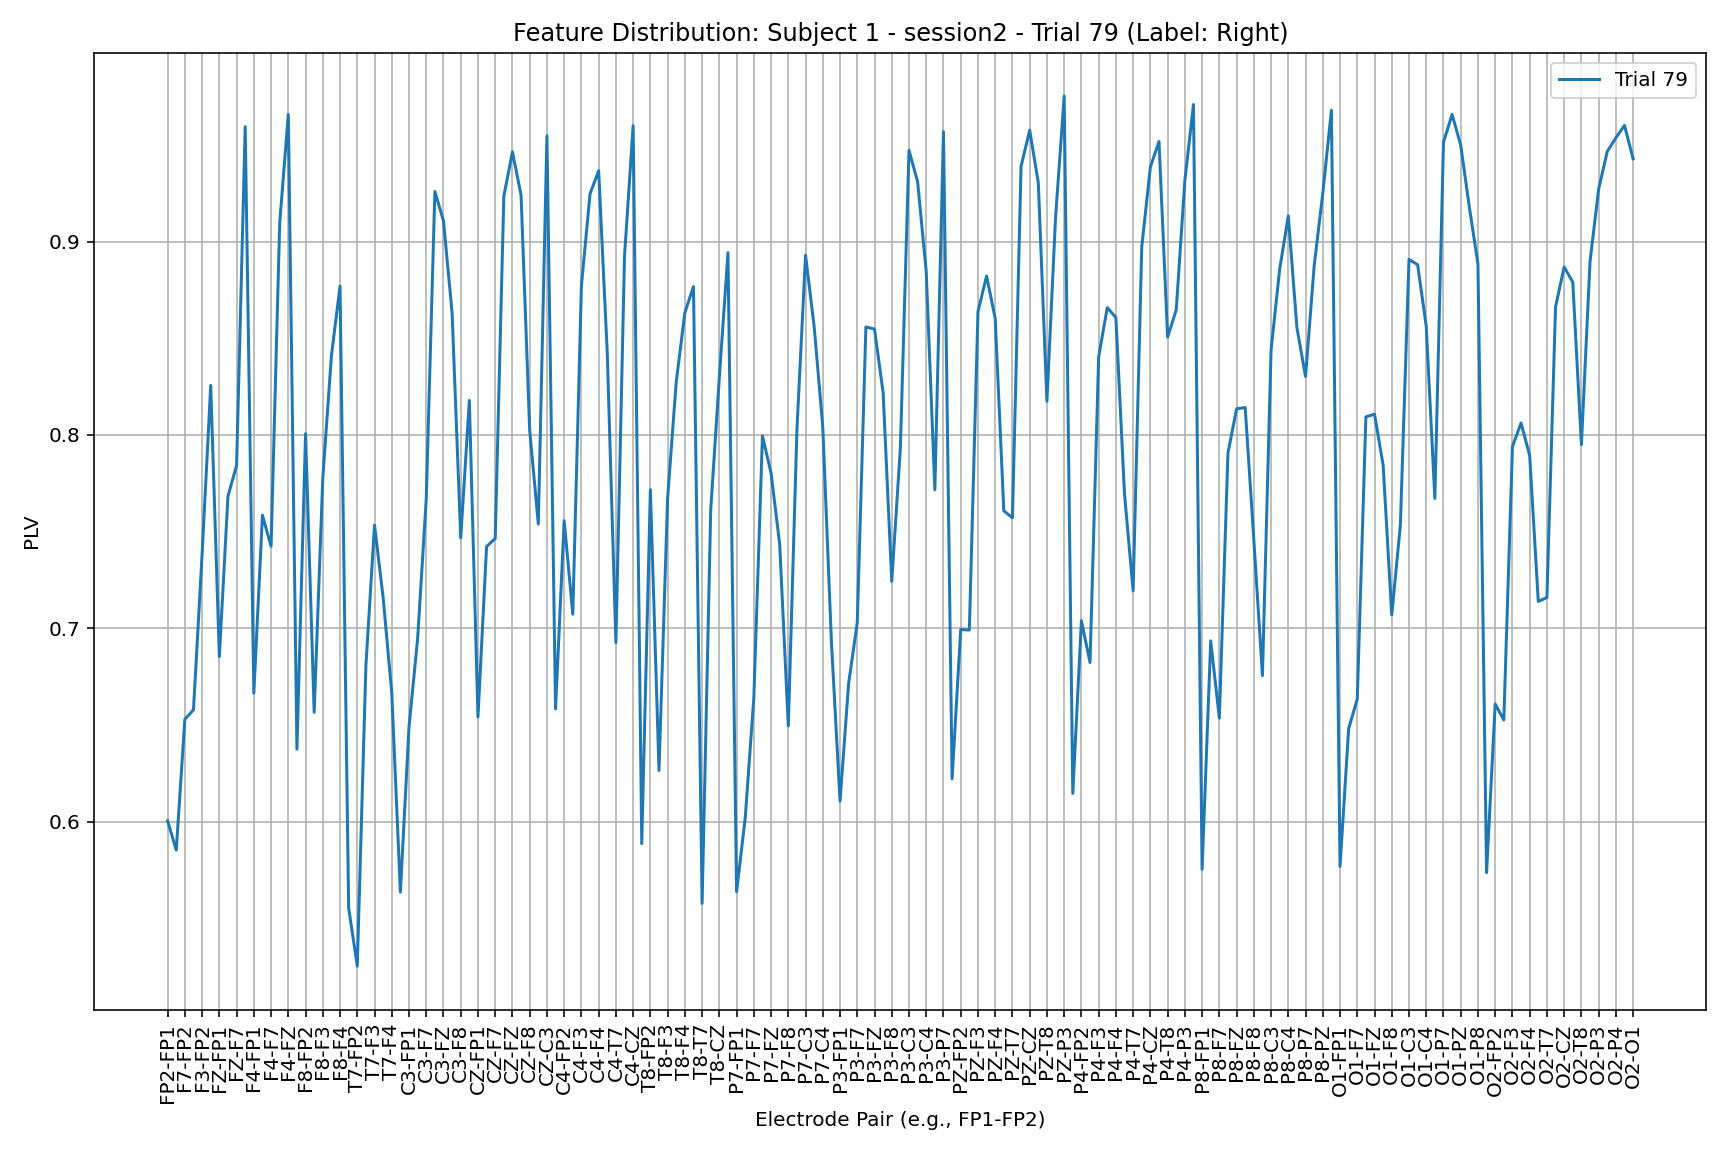 Feature Distribution: Subject 1 - session2 - Trial 79 (Label: Right)
Trial 79
0.9
0.8
0.7
0.6
PLV
FP2-FP1
F7-FP2
F3-FP2
FZ-FP1
FZ-F7
F4-FP1
F4-F7
F4-FZ
F8-FP2
F8-F3
F8-F4
T7-FP2
T7-F3
T7-F4
C3-FP1
C3-F7
C3-FZ
C3-F8
CZ-FP1
CZ-F7
CZ-FZ
CZ-F8
CZ-C3
C4-FP2
C4-F3
C4-F4
C4-T7
C4-CZ
T8-FP2
T8-F3
T8-F4
T8-T7
T8-CZ
P7-FP1
P7-F7
P7-FZ
P7-F8
P7-C3
P7-C4
P3-FP1
P3-F7
P3-FZ
P3-F8
P3-C3
P3-C4
P3-P7
PZ-FP2
PZ-F3
PZ-F4
PZ-T7
PZ-CZ
PZ-T8
PZ-P3
P4-FP2
P4-F3
P4-F4
P4-T7
P4-CZ
P4-T8
P4-P3
P8-FP1
P8-F7
P8-FZ
P8-F8
P8-C3
P8-C4
P8-P7
P8-PZ
O1-FP1
O1-F7
O1-FZ
O1-F8
O1-C3
O1-C4
O1-P7
O1-PZ
O1-P8
O2-FP2
O2-F3
O2-F4
O2-T7
O2-CZ
O2-T8
O2-P3
O2-P4
O2-O1
Electrode Pair (e.g., FP1-FP2)